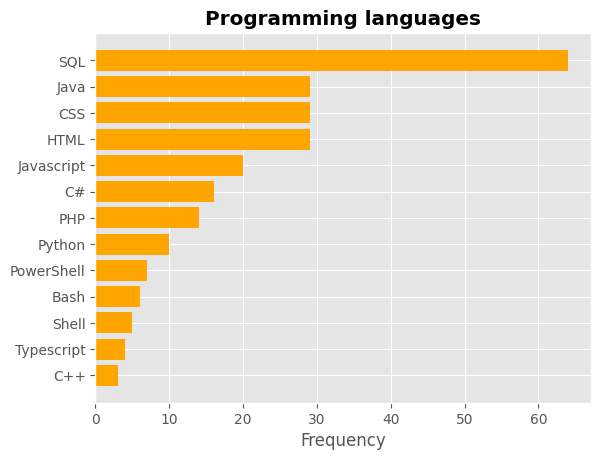 Programming languages
SQL
Java
CSS
HTML
Javascript
C#
PHP
Python
PowerShell
Bash
Shell
Typescript
C++
0 10 20 30 40 50 60
Frequency